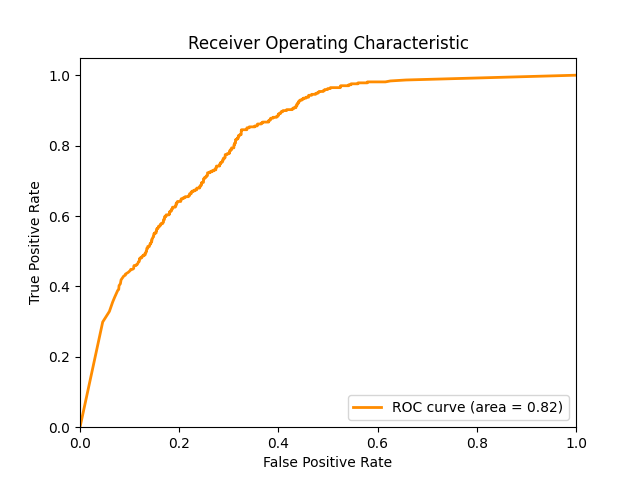 Receiver Operating Characteristic
True Positive Rate
1.0
0.8
0.6
0.4
0.2
0.0
ROC curve (area = 0.82)
0.0 0.2 0.4 0.6 0.8 1.0
False Positive Rate